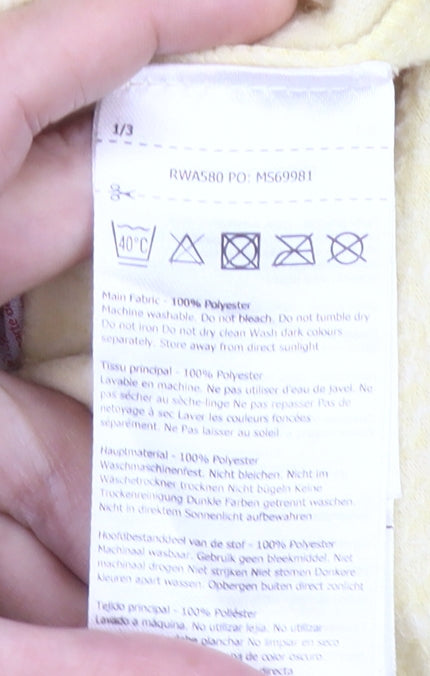 1/3
RWA580 PO: MS69981
40°C
Main Fabric - 100% Polyester
Machine washable. Do not bleach. Do not tumble dry
Do not iron Do not dry clean Wash dark colours
separately. Store away from direct sunlight
Tissu principal - 100% Polyester
Lavable en machine. Ne pas utiliser d'eau de javel. Ne
pas sécher au sèche-linge Ne pas repasser Pas de
nettoyage à sec Laver les couleurs foncées
séparément. Ne Pas laisser au soleil
Hauptmaterial - 100% Polyester
Waschmaschinenfest. Nicht bleichen. Nicht im
Wäschetrockner trocknen Nicht bügeln Keine
Trockenreinigung Dunkle Farben getrennt waschen.
Nicht in direktem Sonnenlicht aufbewahren
Hoofdbestanddeel van de stof - 100% Polyester
Machinaal wasbaar. Gebruik geen bleekmiddel. Niet
machinaal drogen Niet strijken Niet stomen Donkere
kleuren apart wassen. Opbergen buiten direct zonlicht
Tejido principal - 100% Poliéster
Lavado a máquina. No utilizar lejía. No utilizar
planchar No limpiar en seco
de color oscuro.
directa